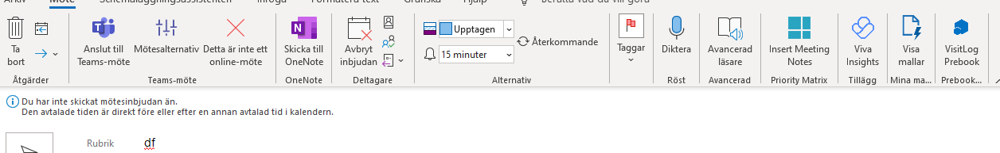 Arkiv Möte Schemaläggningsassistenten Infoga Formatera text Granska Hjälp Berätta vad du vill göra
Ta bort
Anslut till Teams-möte
Mötesalternativ
Detta är inte ett online-möte
Skicka till OneNote
Avbryt inbjudan
Upptagen
15 minuter
Återkommande
Taggar
Diktera
Avancerad läsare
Insert Meeting Notes
Viva Insights
Visa mallar
VisitLog Prebook
Åtgärder Teams-möte OneNote Deltagare Alternativ Röst Avancerad Priority Matrix Tillägg Mina ma... Prebook...
Du har inte skickat mötesinbjudan än.
Den avtalade tiden är direkt före eller efter en annan avtalad tid i kalendern.
Rubrik df